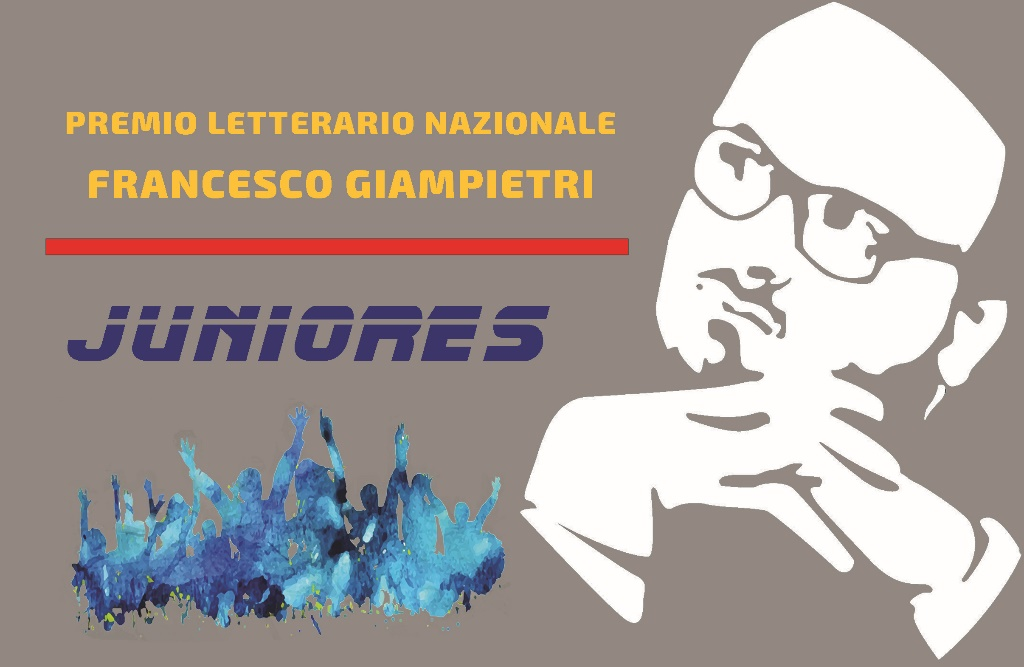 PREMIO LETTERARIO NAZIONALE
FRANCESCO GIAMPIETRI
JUNIORES